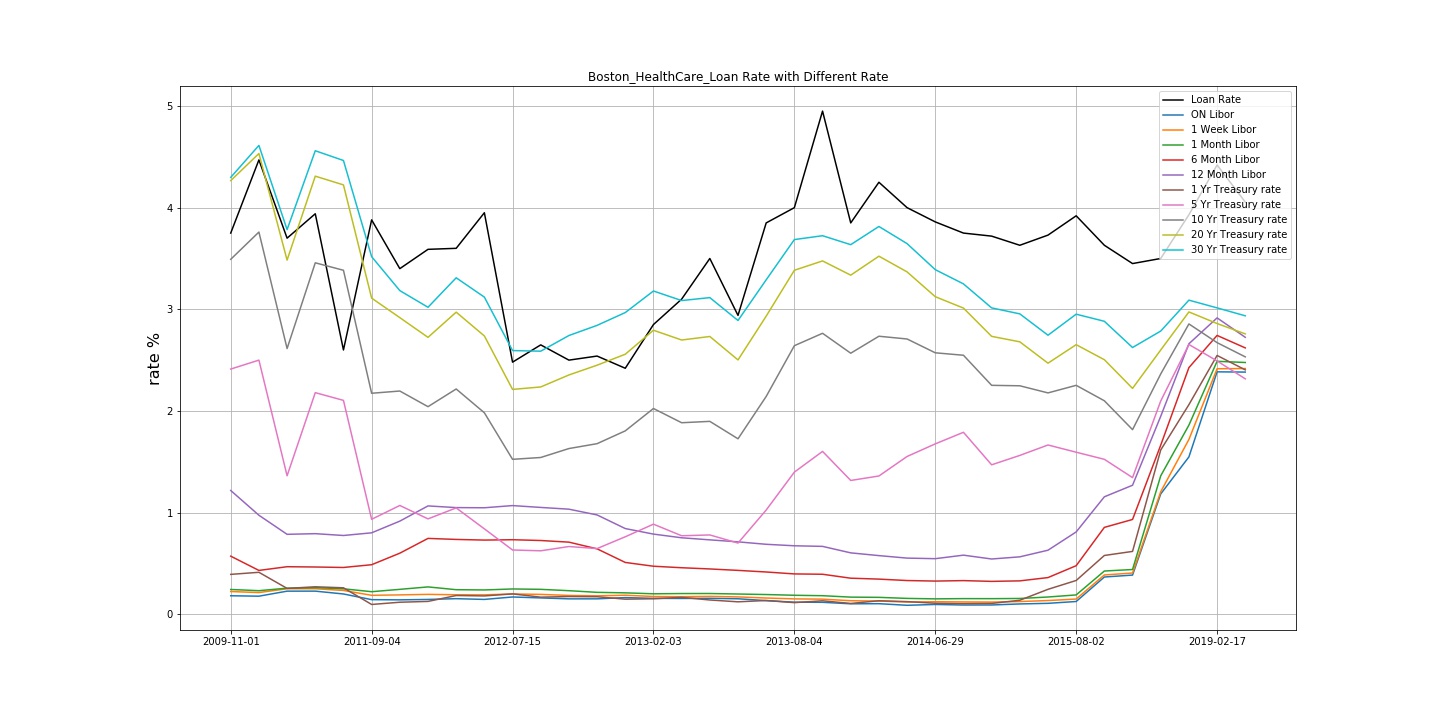 Boston_HealthCare_Loan Rate with Different Rate
rate %
5
4
3
2
1
0
2009-11-01 2011-09-04 2012-07-15 2013-02-03 2013-08-04 2014-06-29 2015-08-02 2019-02-17
Loan Rate
ON Libor
1 Week Libor
1 Month Libor
6 Month Libor
12 Month Libor
1 Yr Treasury rate
5 Yr Treasury rate
10 Yr Treasury rate
20 Yr Treasury rate
30 Yr Treasury rate